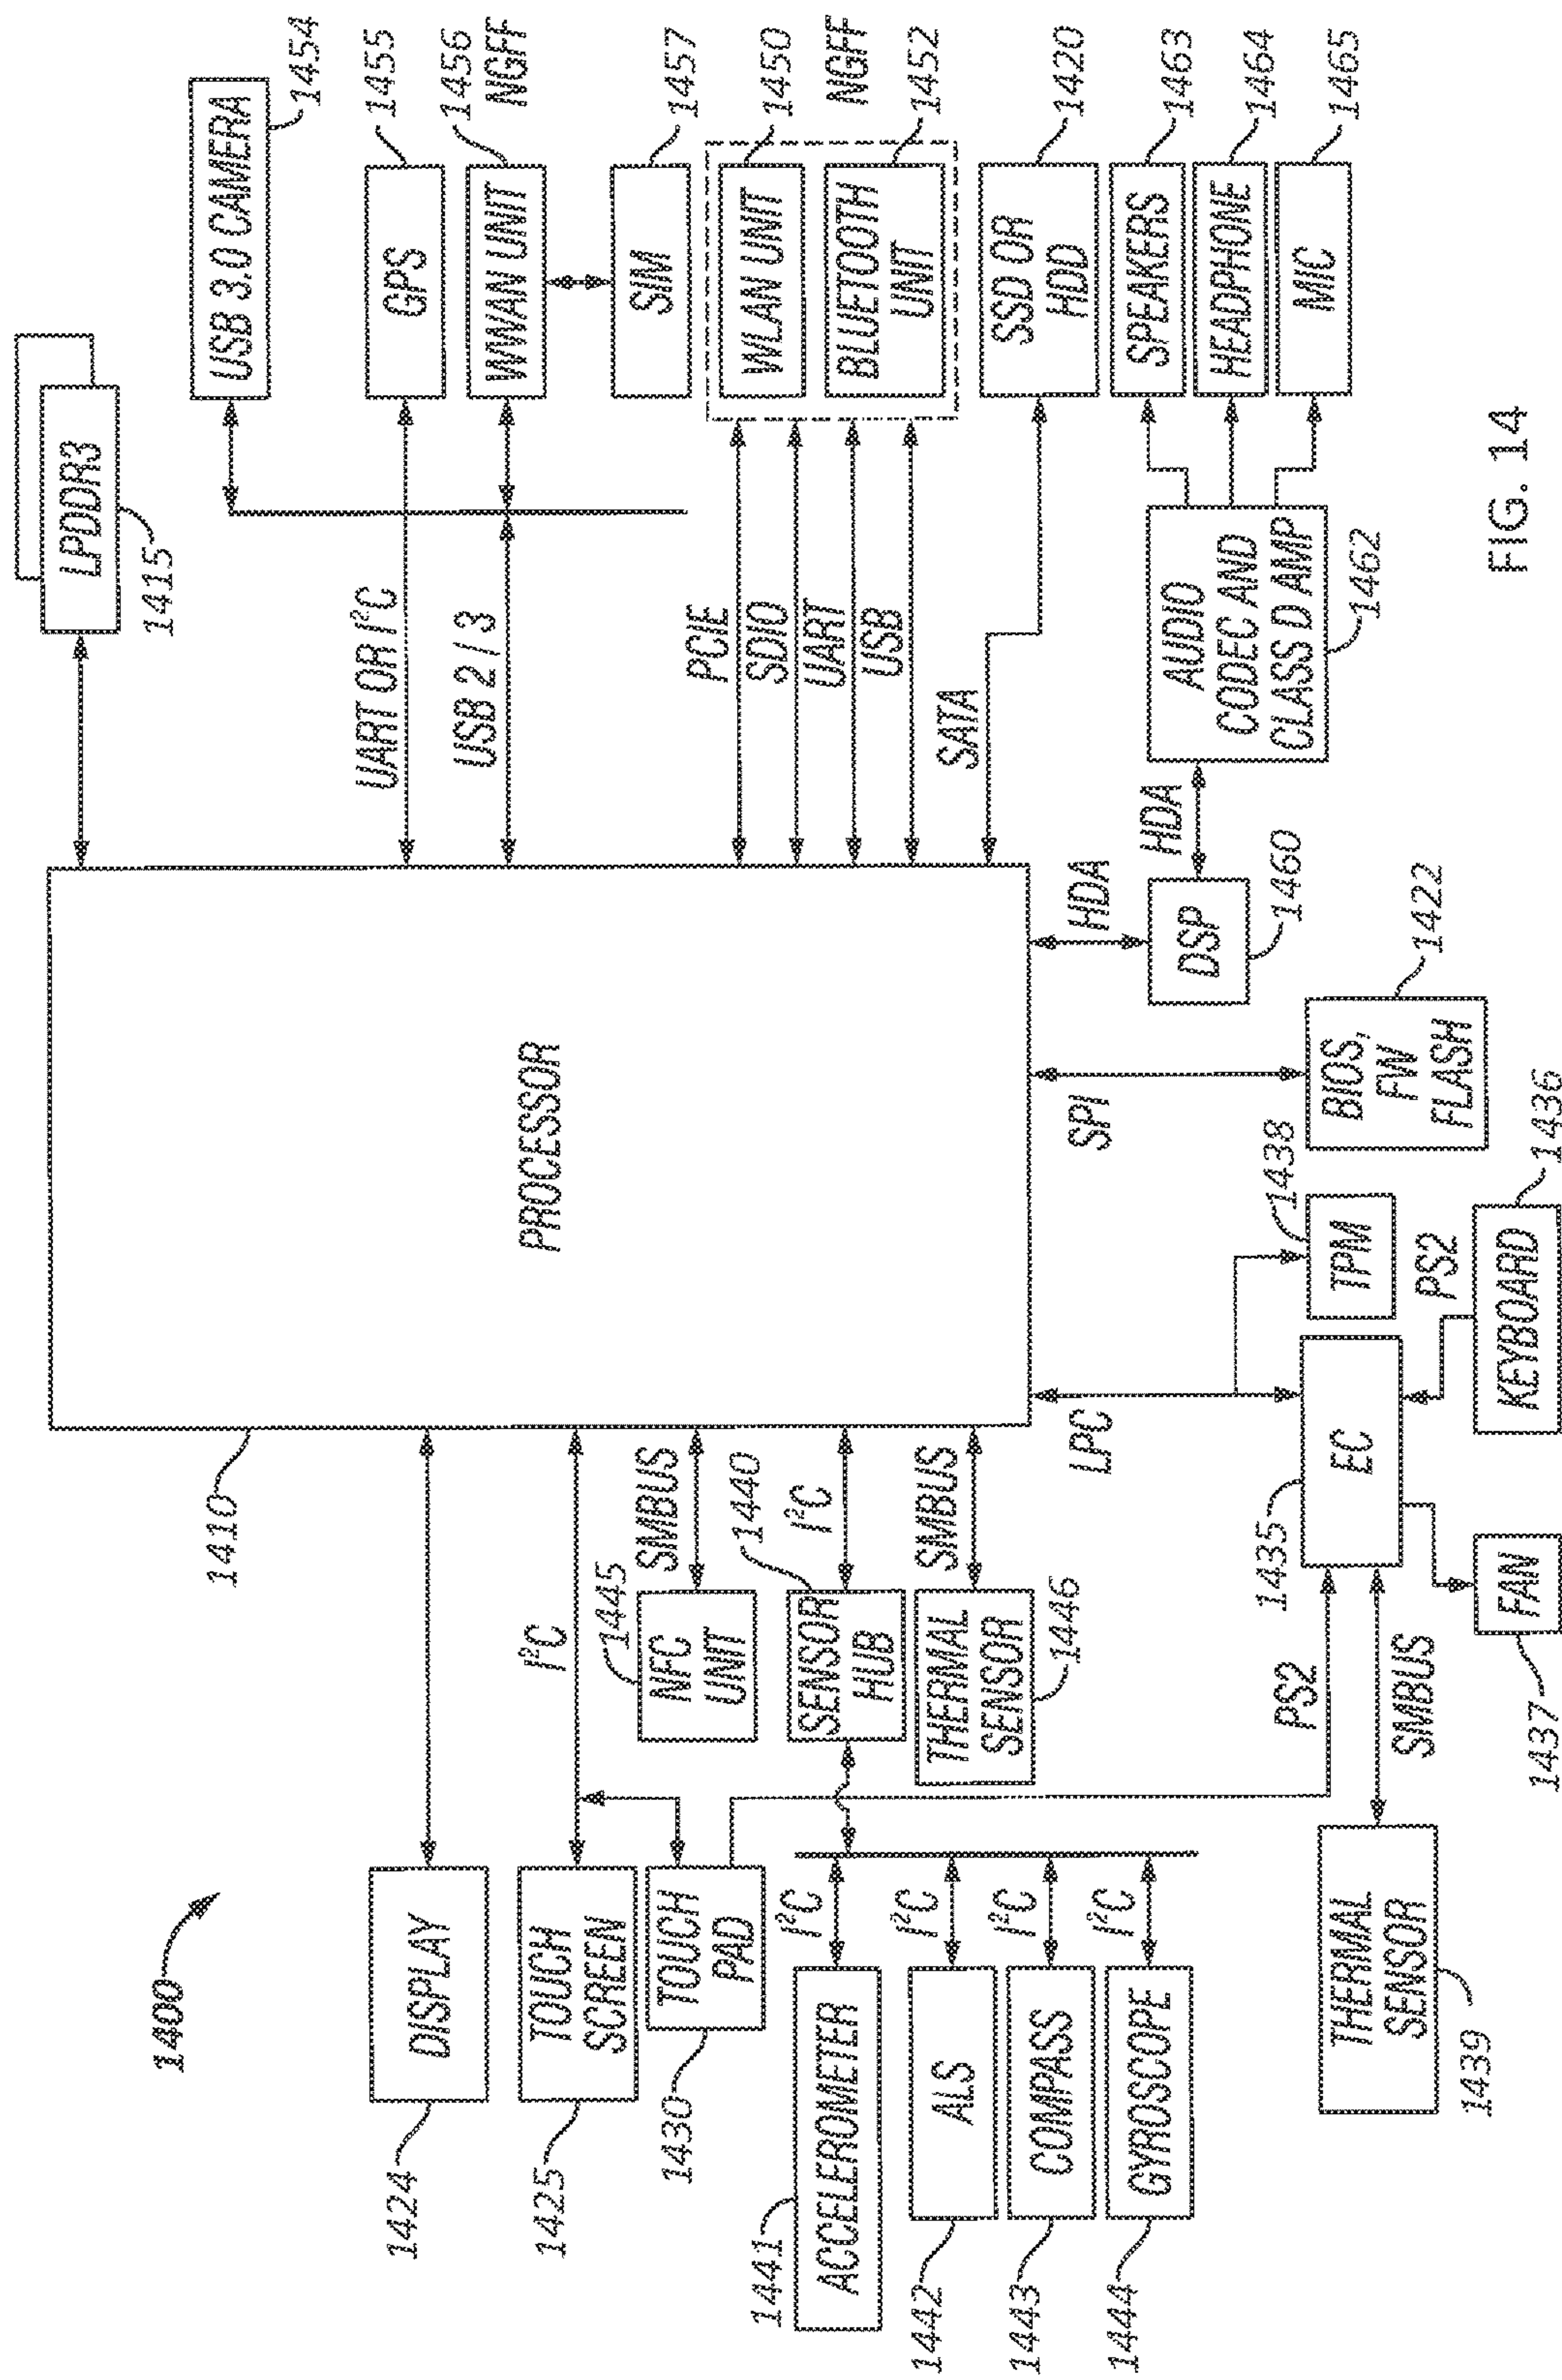 1400
1410
PROCESSOR
LPDDR3
1415
1424
DISPLAY
1425
TOUCH
SCREEN
I²C
1430
TOUCH
PAD
1445
NFC
UNIT
SMBUS
1440
SENSOR
HUB
I²C
THERMAL
SENSOR
1446
SMBUS
1441
ACCELEROMETER
I²C
1442
ALS
I²C
1443
COMPASS
I²C
1444
GYROSCOPE
I²C
THERMAL
SENSOR
1439
SMBUS
PS2
1435
EC
LPC
FAN
1437
KEYBOARD
1436
PS2
TPM
1438
BIOS,
FW
FLASH
1422
SPI
DSP
1460
HDA
HDA
AUDIO
CODEC AND
CLASS D AMP
1462
USB 3.0 CAMERA
1454
UART OR I²C
GPS
1455
USB 2 / 3
WWAN UNIT
1456
NGFF
SIM
1457
PCIE
SDIO
UART
USB
WLAN UNIT
1450
BLUETOOTH
UNIT
NGFF
1452
SATA
SSD OR
HDD
1420
SPEAKERS
1463
HEADPHONE
1464
MIC
1465
FIG. 14